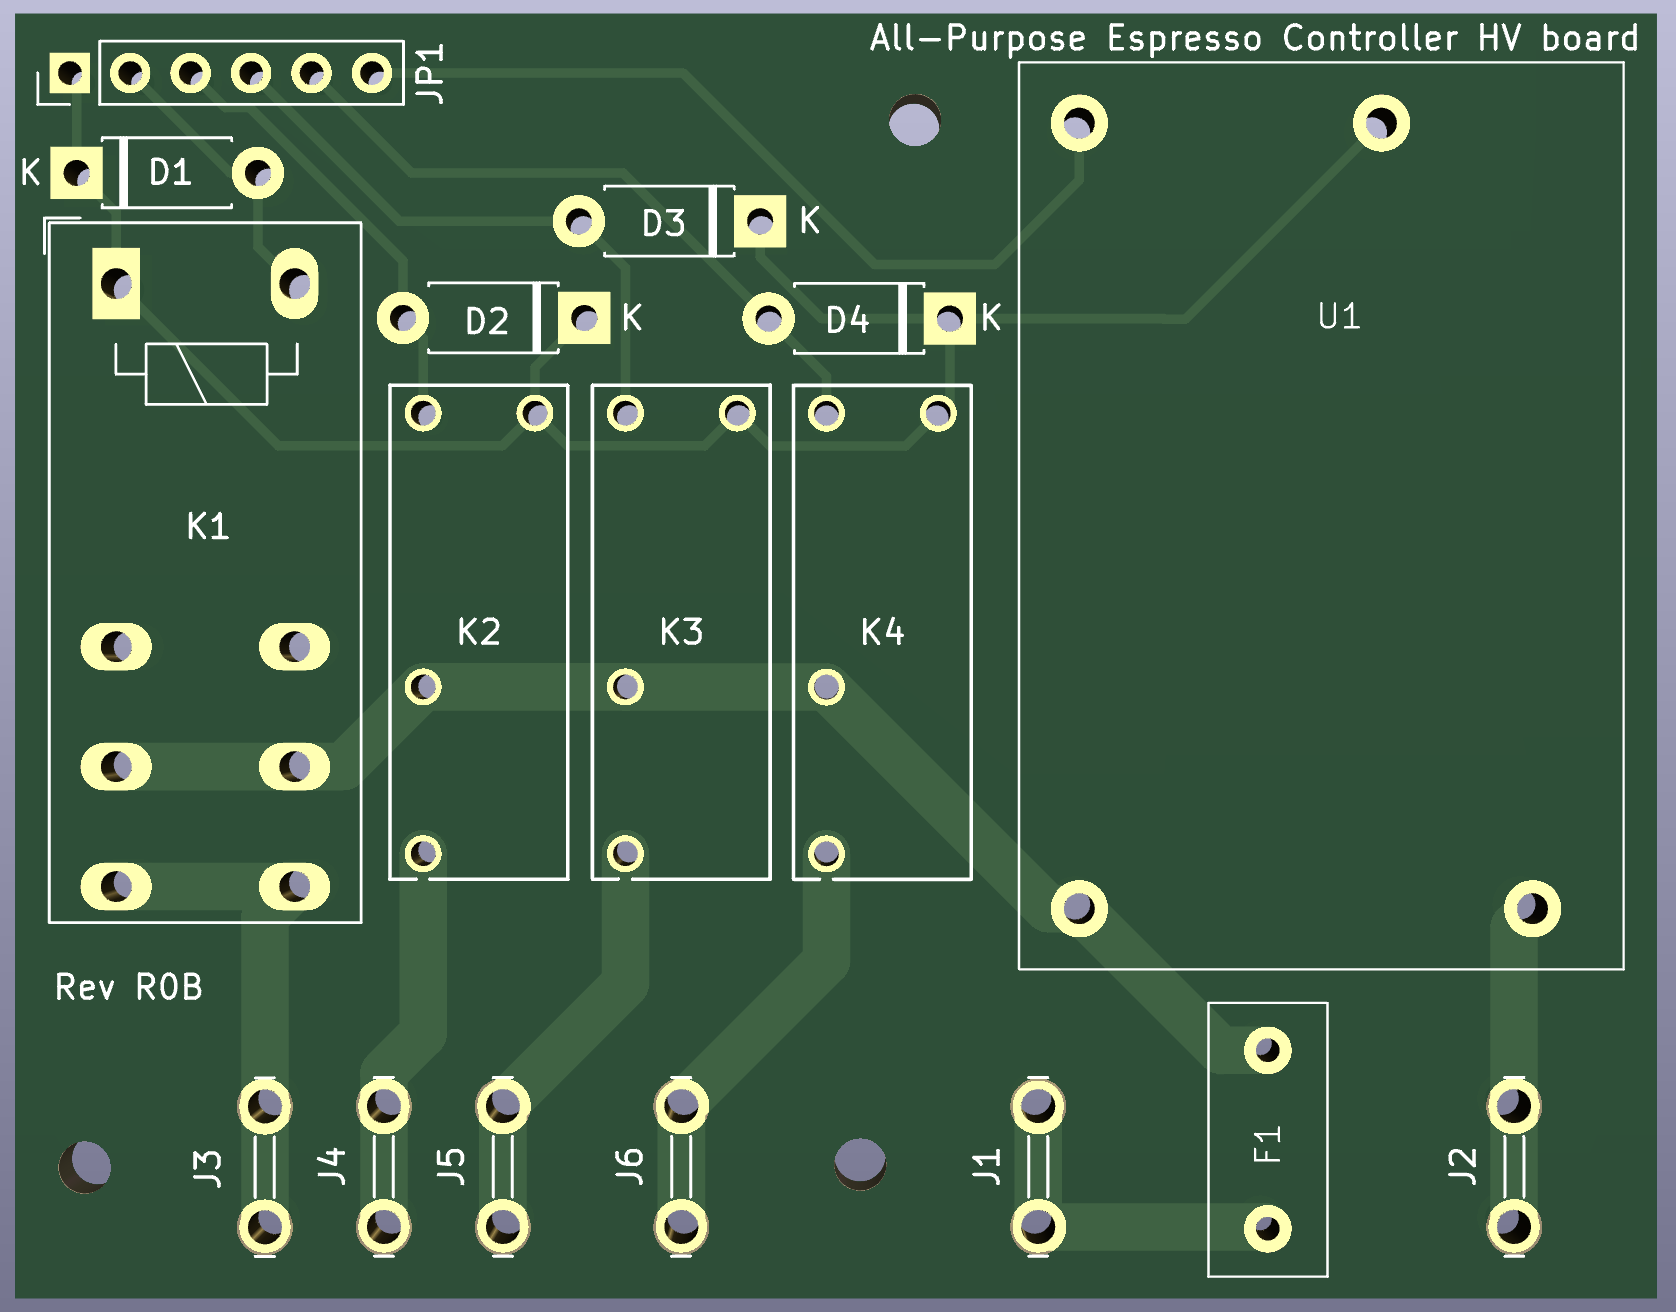 All-Purpose Espresso Controller HV board
JP1
K
D1
D3
K
D2
K
D4
K
U1
K1
K2
K3
K4
Rev R0B
J3
J4
J5
J6
J1
F1
J2